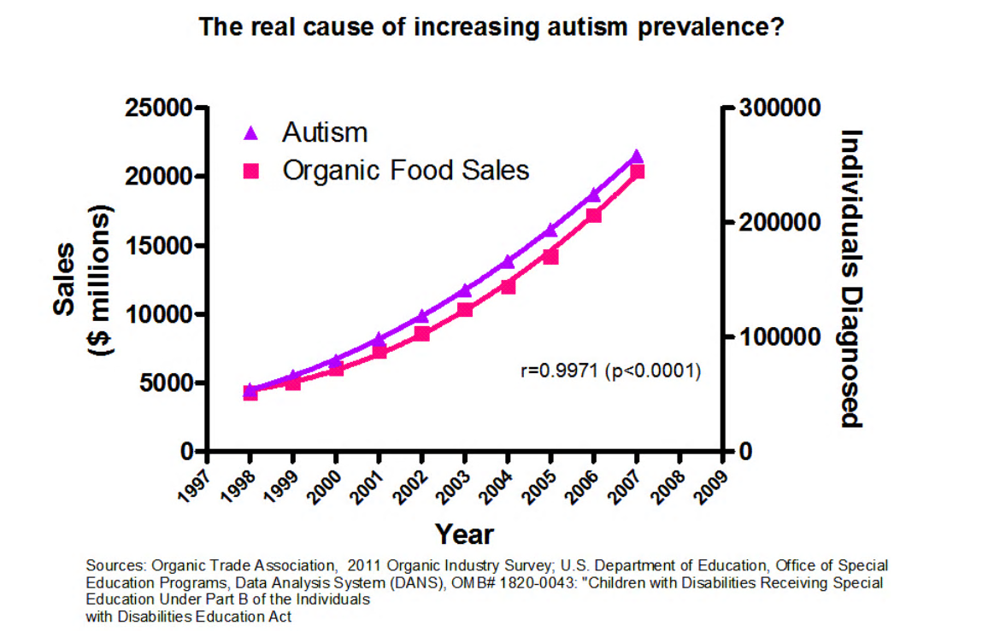 The real cause of increasing autism prevalence?
25000
20000
15000
10000
5000
0
Sales
($ millions)
Autism
Organic Food Sales
r=0.9971 (p<0.0001)
300000
200000
100000
0
Individuals Diagnosed
1997
1998
1999
2000
2001
2002
2003
2004
2005
2006
2007
2008
2009
Year
Sources: Organic Trade Association, 2011 Organic Industry Survey; U.S. Department of Education, Office of Special
Education Programs, Data Analysis System (DANS), OMB# 1820-0043: "Children with Disabilities Receiving Special
Education Under Part B of the Individuals
with Disabilities Education Act